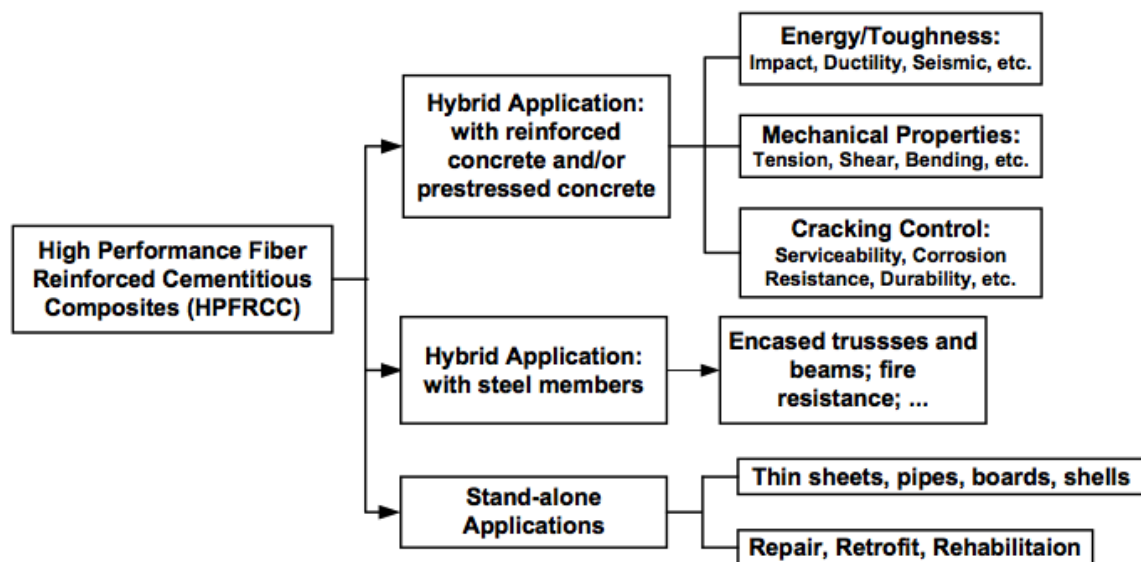 High Performance Fiber
Reinforced Cementitious
Composites (HPFRCC)
Hybrid Application:
with reinforced
concrete and/or
prestressed concrete
Energy/Toughness:
Impact, Ductility, Seismic, etc.
Mechanical Properties:
Tension, Shear, Bending, etc.
Cracking Control:
Serviceability, Corrosion
Resistance, Durability, etc.
Hybrid Application:
with steel members
Encased trussses and
beams; fire
resistance; ...
Stand-alone
Applications
Thin sheets, pipes, boards, shells
Repair, Retrofit, Rehabilitaion